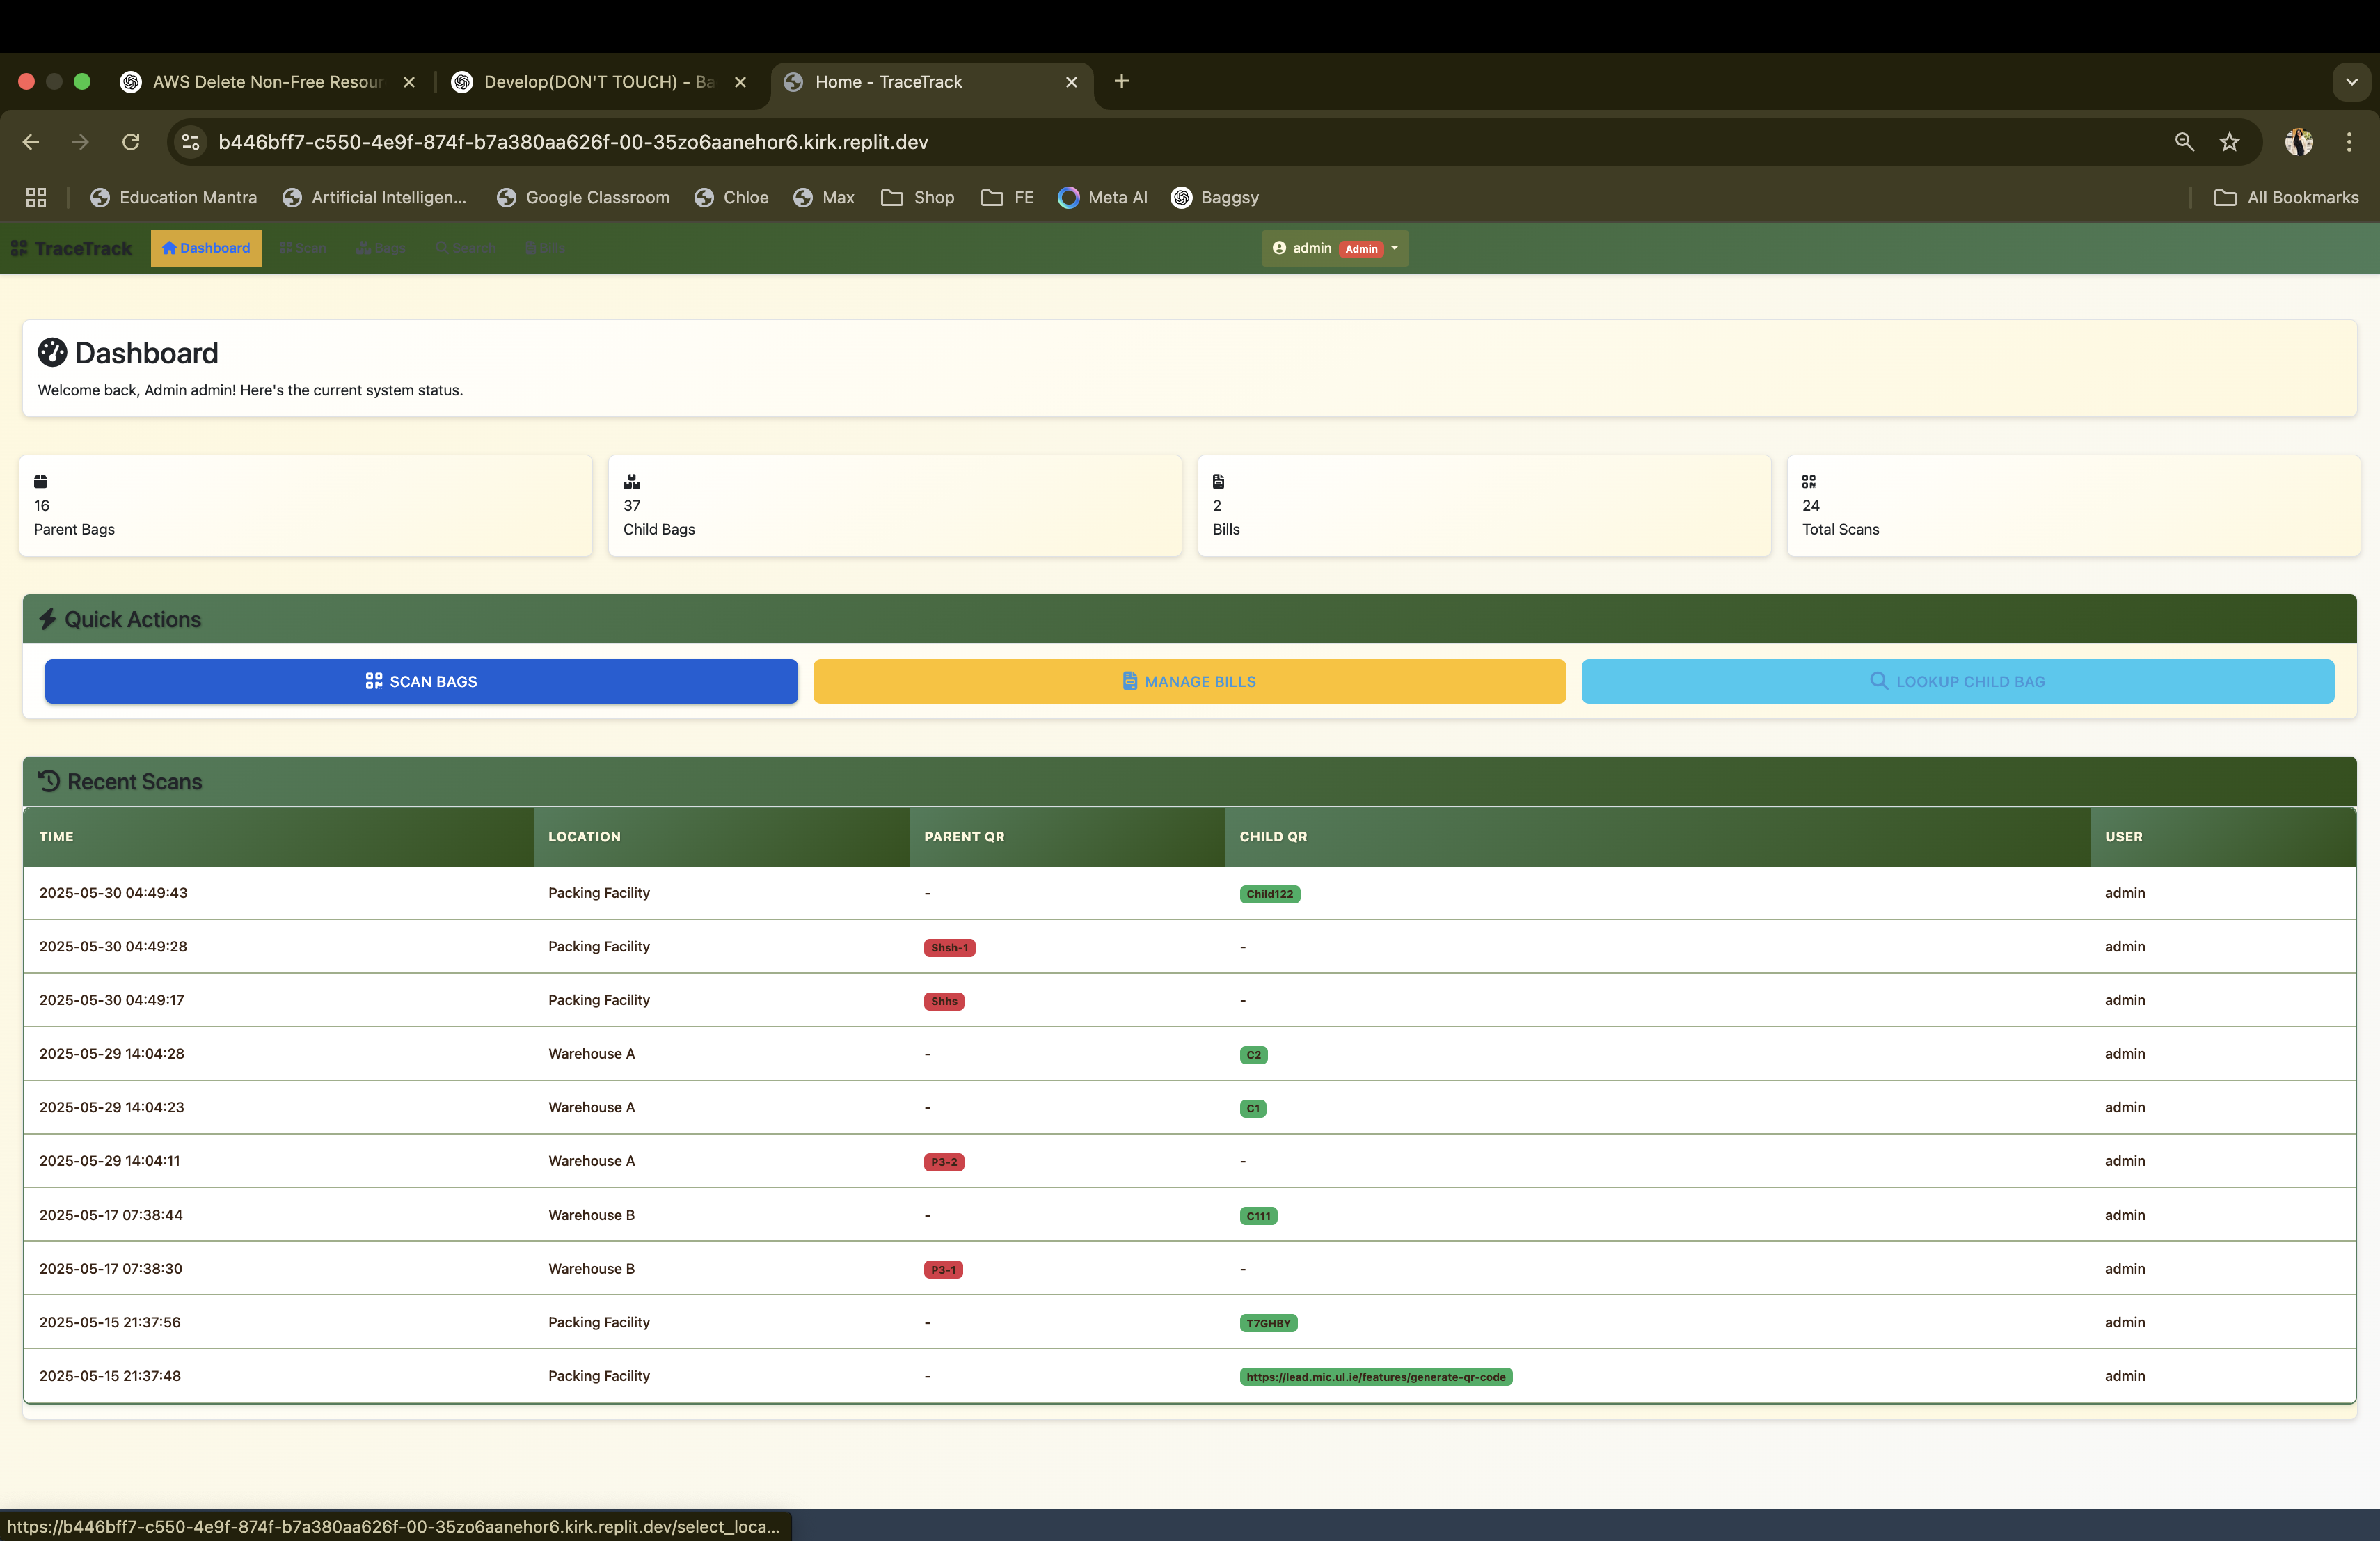 AWS Delete Non-Free Resour
Develop(DON'T TOUCH) - Ba
Home - TraceTrack
b446bff7-c550-4e9f-874f-b7a380aa626f-00-35zo6aanehor6.kirk.replit.dev
Education Mantra
Artificial Intelligen...
Google Classroom
Chloe
Max
Shop
FE
Meta AI
Baggsy
All Bookmarks
TraceTrack
Dashboard
Scan
Bags
Search
Bills
admin Admin
Dashboard
Welcome back, Admin admin! Here's the current system status.
16
Parent Bags
37
Child Bags
2
Bills
24
Total Scans
Quick Actions
SCAN BAGS
MANAGE BILLS
LOOKUP CHILD BAG
Recent Scans
TIME LOCATION PARENT QR CHILD QR USER
2025-05-30 04:49:43 Packing Facility - Child122 admin
2025-05-30 04:49:28 Packing Facility Shsh-1 - admin
2025-05-30 04:49:17 Packing Facility Shhs - admin
2025-05-29 14:04:28 Warehouse A - C2 admin
2025-05-29 14:04:23 Warehouse A - C1 admin
2025-05-29 14:04:11 Warehouse A P3-2 - admin
2025-05-17 07:38:44 Warehouse B - C111 admin
2025-05-17 07:38:30 Warehouse B P3-1 - admin
2025-05-15 21:37:56 Packing Facility - T7GHBY admin
2025-05-15 21:37:48 Packing Facility - https://lead.mic.ul.ie/features/generate-qr-code admin
https://b446bff7-c550-4e9f-874f-b7a380aa626f-00-35zo6aanehor6.kirk.replit.dev/select_loca...